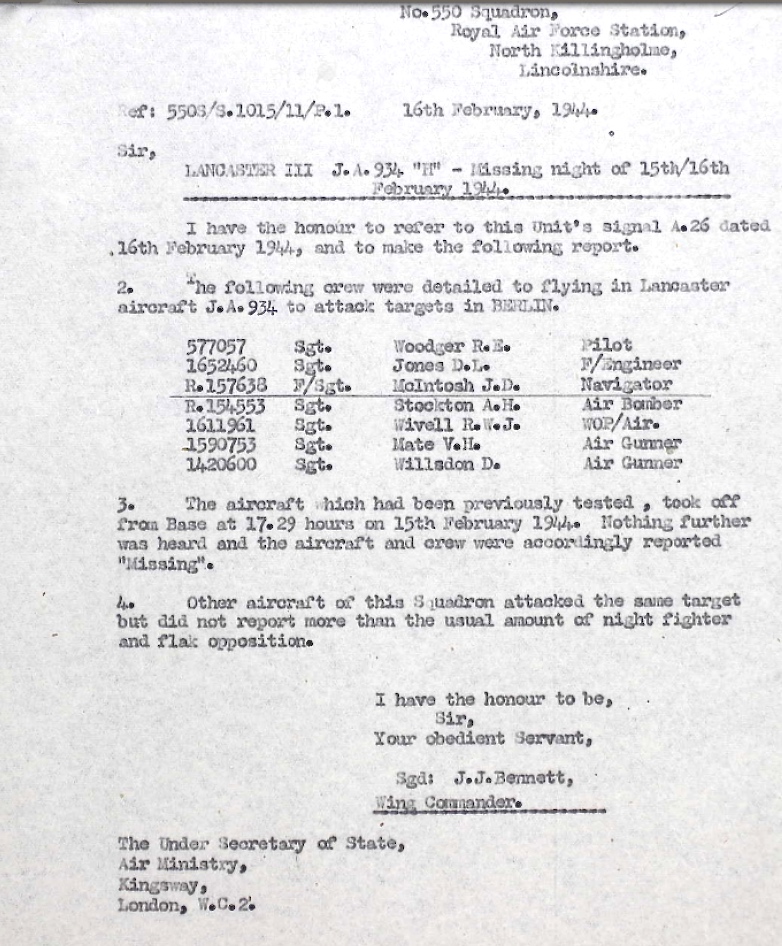 No.550 Squadron,
Royal Air Force Station,
North Killingholme,
Lincolnshire.
Ref: 550S/S.1015/11/P.1. 16th February, 1944.
Sir,
LANCASTER III J.A.934 "H" - Missing night of 15th/16th
February 1944.
I have the honour to refer to this Unit's signal A.26 dated
16th February 1944, and to make the following report.
2. The following crew were detailed to flying in Lancaster
aircraft J.A.934 to attack targets in BERLIN.
577057 Sgt. Woodger R.E. Pilot
1652460 Sgt. Jones D.L. F/Engineer
R.157638 F/Sgt. McIntosh J.D. Navigator
R.154553 Sgt. Stockton A.H. Air Bomber
1611961 Sgt. Wivell R.W.J. WOP/Air.
1590753 Sgt. Mate V.H. Air Gunner
1420600 Sgt. Willsdon D. Air Gunner
3. The aircraft which had been previously tested , took off
from Base at 17.29 hours on 15th February 1944. Nothing further
was heard and the aircraft and crew were accordingly reported
"Missing".
4. Other aircraft of this Squadron attacked the same target
but did not report more than the usual amount of night fighter
and flak opposition.
I have the honour to be,
Sir,
Your obedient Servant,
Sgd: J.J.Bennett,
Wing Commander.
The Under Secretary of State,
Air Ministry,
Kingsway,
London, W.C.2.